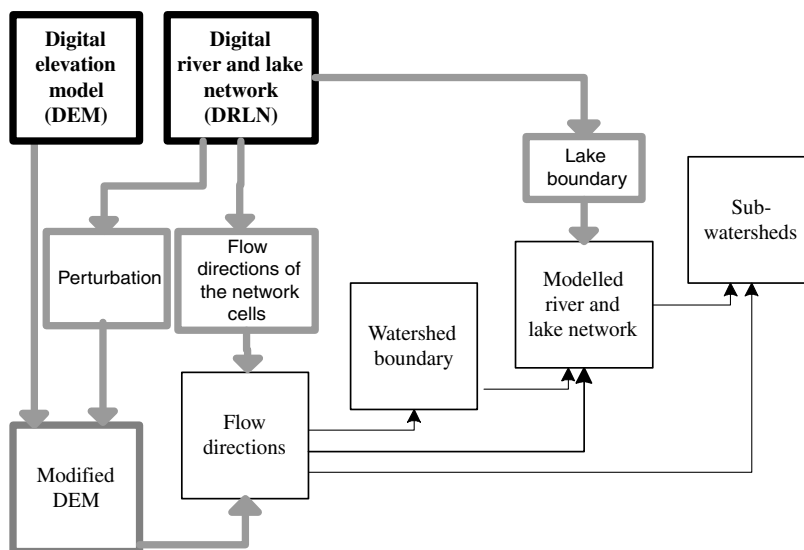 Digital
elevation
model
(DEM)
Digital
river and lake
network
(DRLN)
Lake
boundary
Sub-
watersheds
Perturbation
Flow
directions of
the network
cells
Modelled
river and
lake network
Watershed
boundary
Flow
directions
Modified
DEM